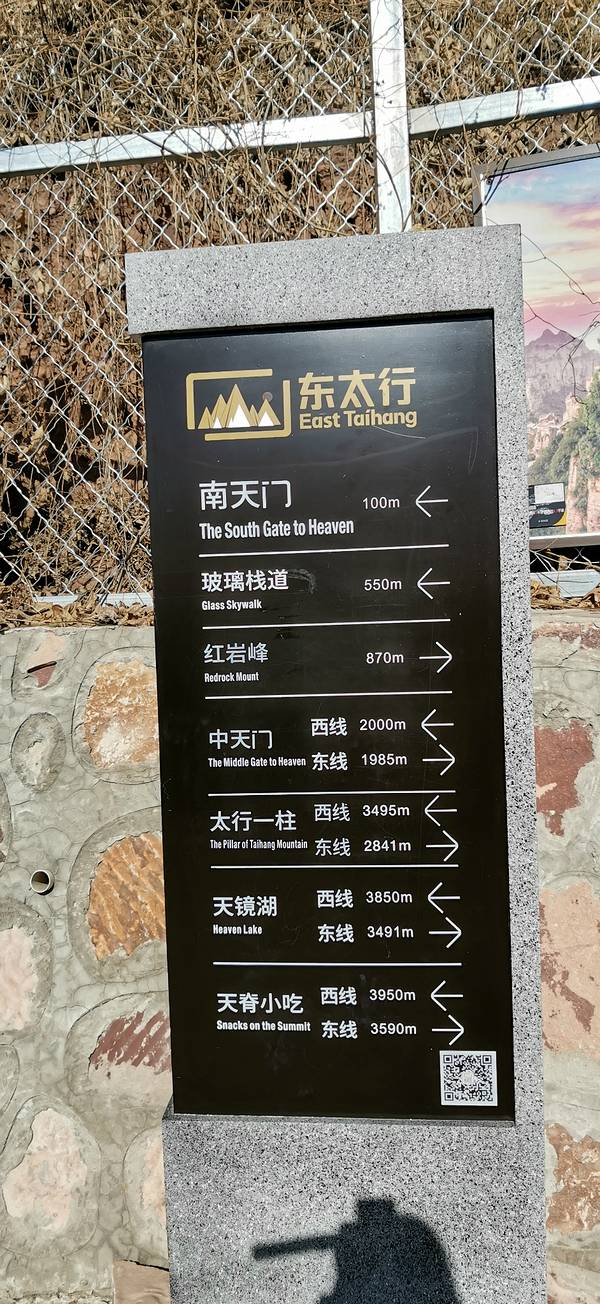 东太行
East Taihang
南天门 100m ←
The South Gate to Heaven
玻璃栈道 550m ←
Glass Skywalk
红岩峰 870m →
Redrock Mount
中天门 西线 2000m ←
The Middle Gate to Heaven 东线 1985m →
太行一柱 西线 3495m ←
The Pillar of Taihang Mountain 东线 2841m →
天镜湖 西线 3850m ←
Heaven Lake 东线 3491m →
天脊小吃 西线 3950m ←
Snacks on the Summit 东线 3590m →